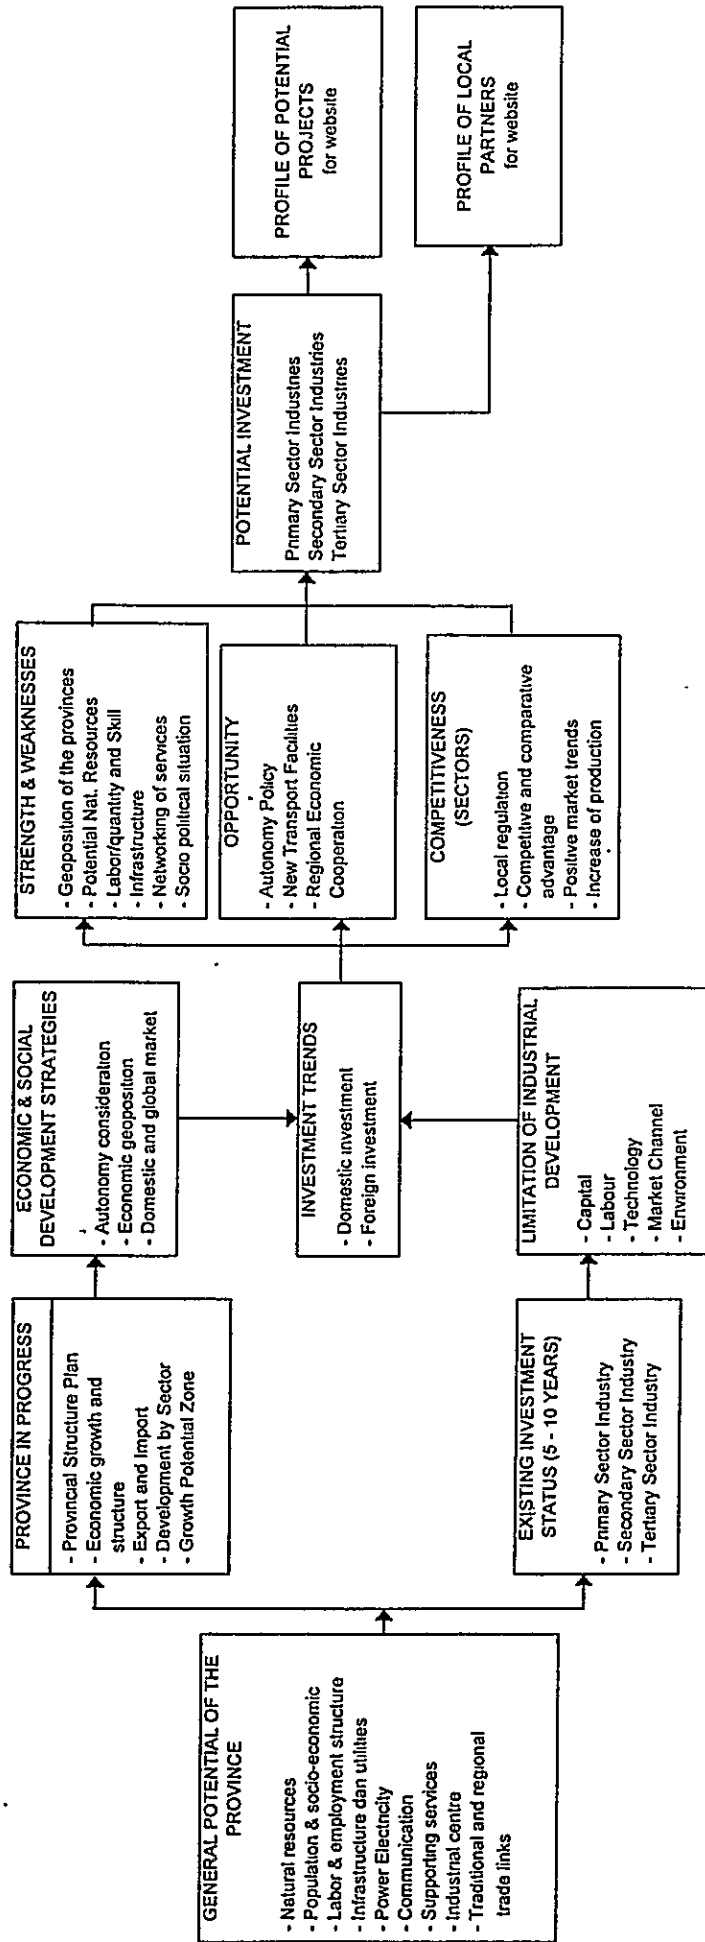 GENERAL POTENTIAL OF THE
PROVINCE
- Natural resources
- Population & socio-economic
- Labor & employment structure
- Infrastructure dan utilities
- Power Electricity
- Communication
- Supporting services
- Industrial centre
- Traditional and regional
trade links
PROVINCE IN PROGRESS
- Provincial Structure Plan
- Economic growth and
structure
- Export and Import
- Development by Sector
- Growth Potential Zone
EXISTING INVESTMENT
STATUS (5 - 10 YEARS)
- Primary Sector Industry
- Secondary Sector Industry
- Tertiary Sector Industry
ECONOMIC & SOCIAL
DEVELOPMENT STRATEGIES
- Autonomy consideration
- Economic geoposition
- Domestic and global market
INVESTMENT TRENDS
- Domestic investment
- Foreign investment
LIMITATION OF INDUSTRIAL
DEVELOPMENT
- Capital
- Labour
- Technology
- Market Channel
- Environment
STRENGTH & WEAKNESSES
- Geoposition of the provinces
- Potential Nat. Resources
- Labor/quantity and Skill
- Infrastructure
- Networking of services
- Socio political situation
OPPORTUNITY
- Autonomy Policy
- New Transport Facilities
- Regional Economic
Cooperation
COMPETITIVENESS
(SECTORS)
- Local regulation
- Competitive and comparative
advantage
- Positive market trends
- Increase of production
POTENTIAL INVESTMENT
Primary Sector Industries
Secondary Sector Industries
Tertiary Sector Industries
PROFILE OF POTENTIAL
PROJECTS
for website
PROFILE OF LOCAL
PARTNERS
for website